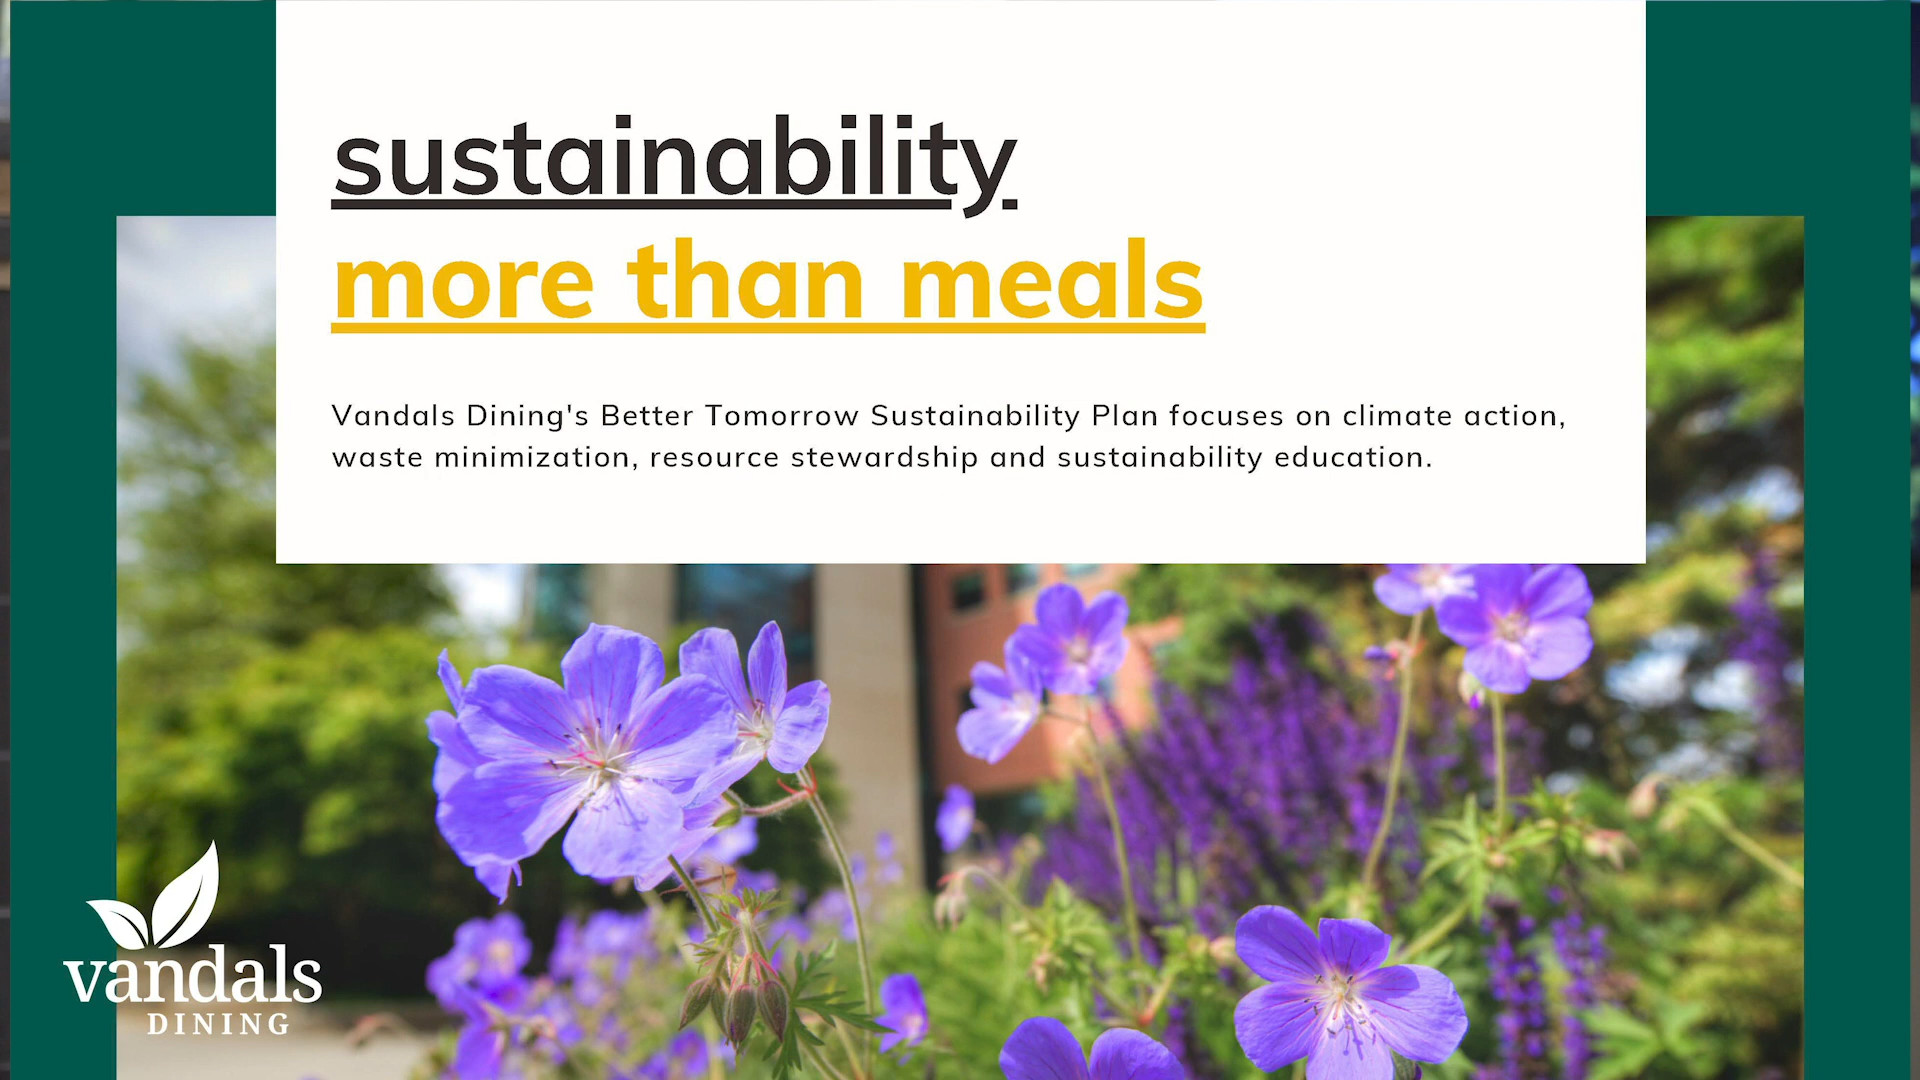 sustainability
more than meals
Vandals Dining's Better Tomorrow Sustainability Plan focuses on climate action,
waste minimization, resource stewardship and sustainability education.
vandals
DINING